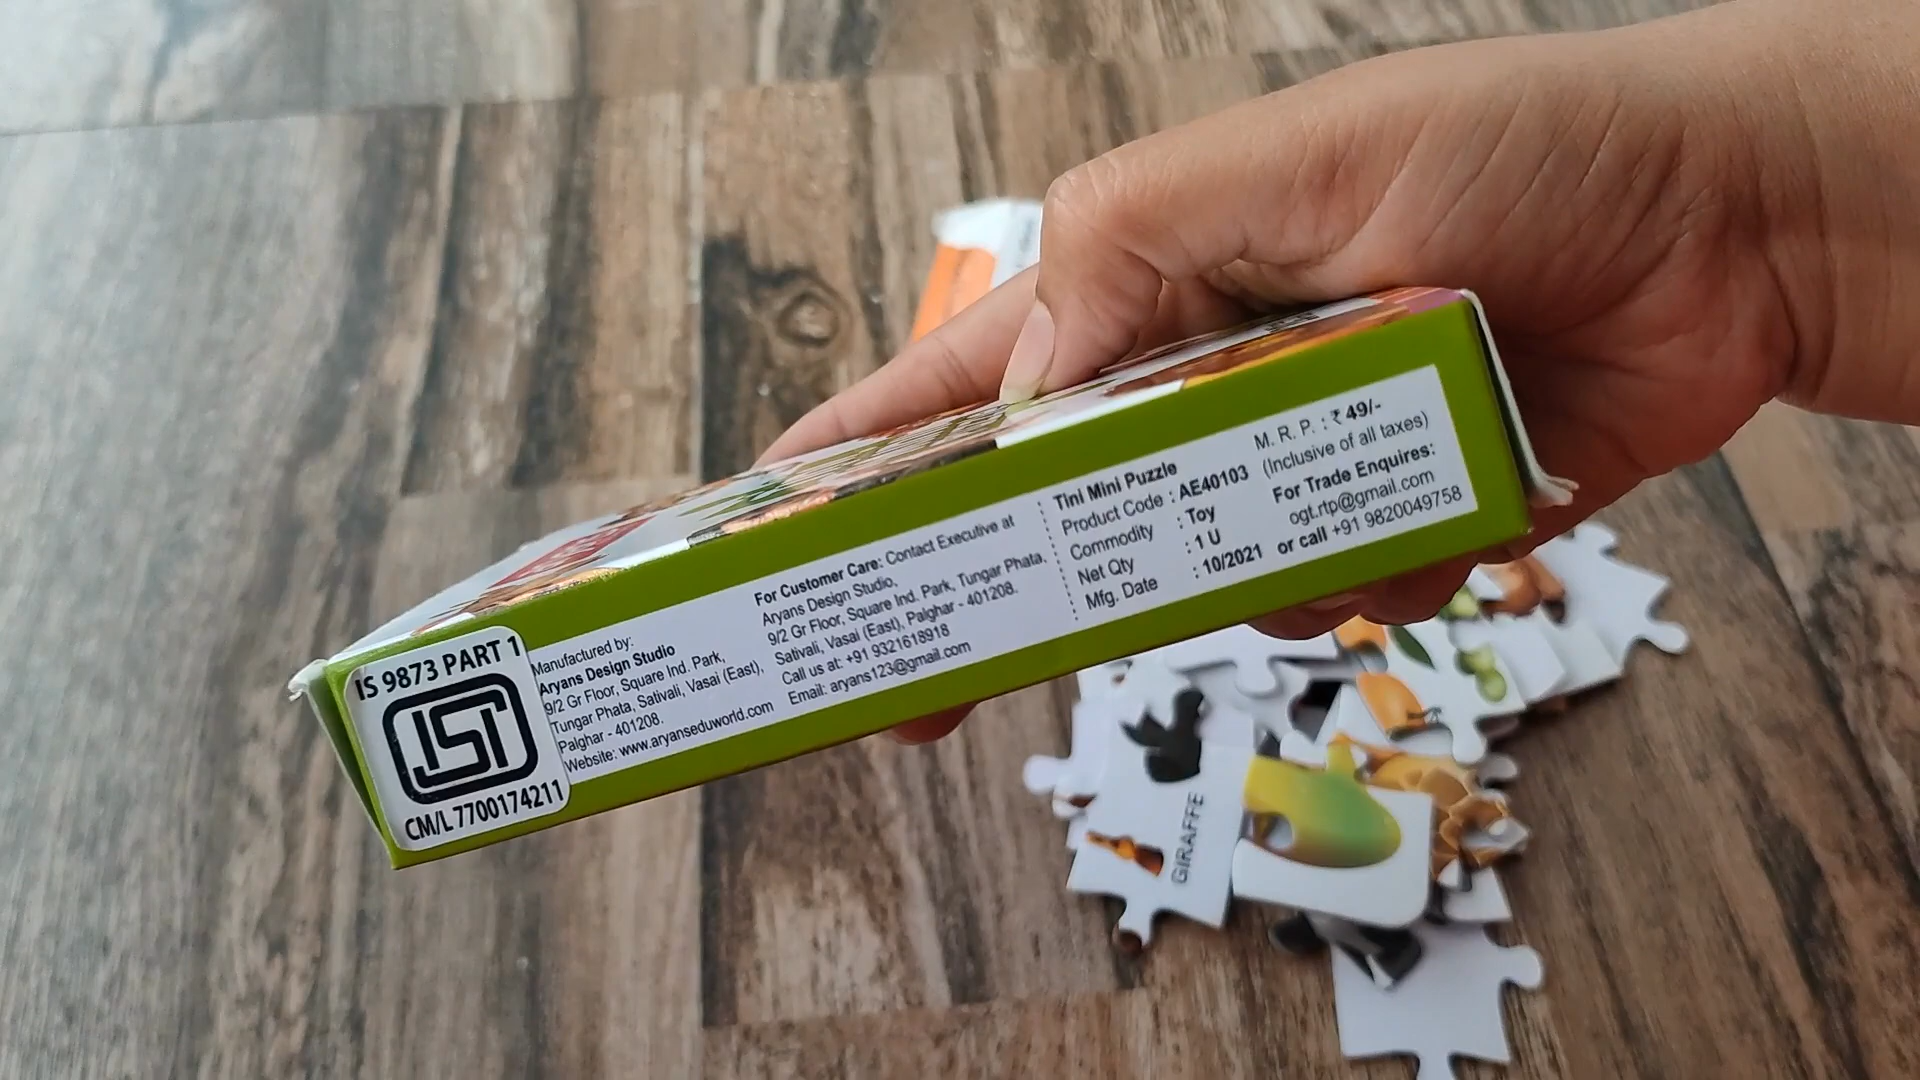 IS 9873 PART 1
ISI
CM/L 7700174211
Manufactured by:
Aryans Design Studio
9/2 Gr Floor, Square Ind. Park,
Tungar Phata, Sativali, Vasai (East),
Palghar - 401208.
Website: www.aryanseduworld.com
For Customer Care: Contact Executive at
Aryans Design Studio,
9/2 Gr Floor, Square Ind. Park, Tungar Phata,
Sativali, Vasai (East), Palghar - 401208.
Call us at: +91 9321618918
Email: aryans123@gmail.com
Tini Mini Puzzle
Product Code : AE40103
Commodity : Toy
Net Qty : 1 U
Mfg. Date : 10/2021
M. R. P. : ₹ 49/-
(Inclusive of all taxes)
For Trade Enquires:
ogt.rtp@gmail.com
or call +91 9820049758
GIRAFFE